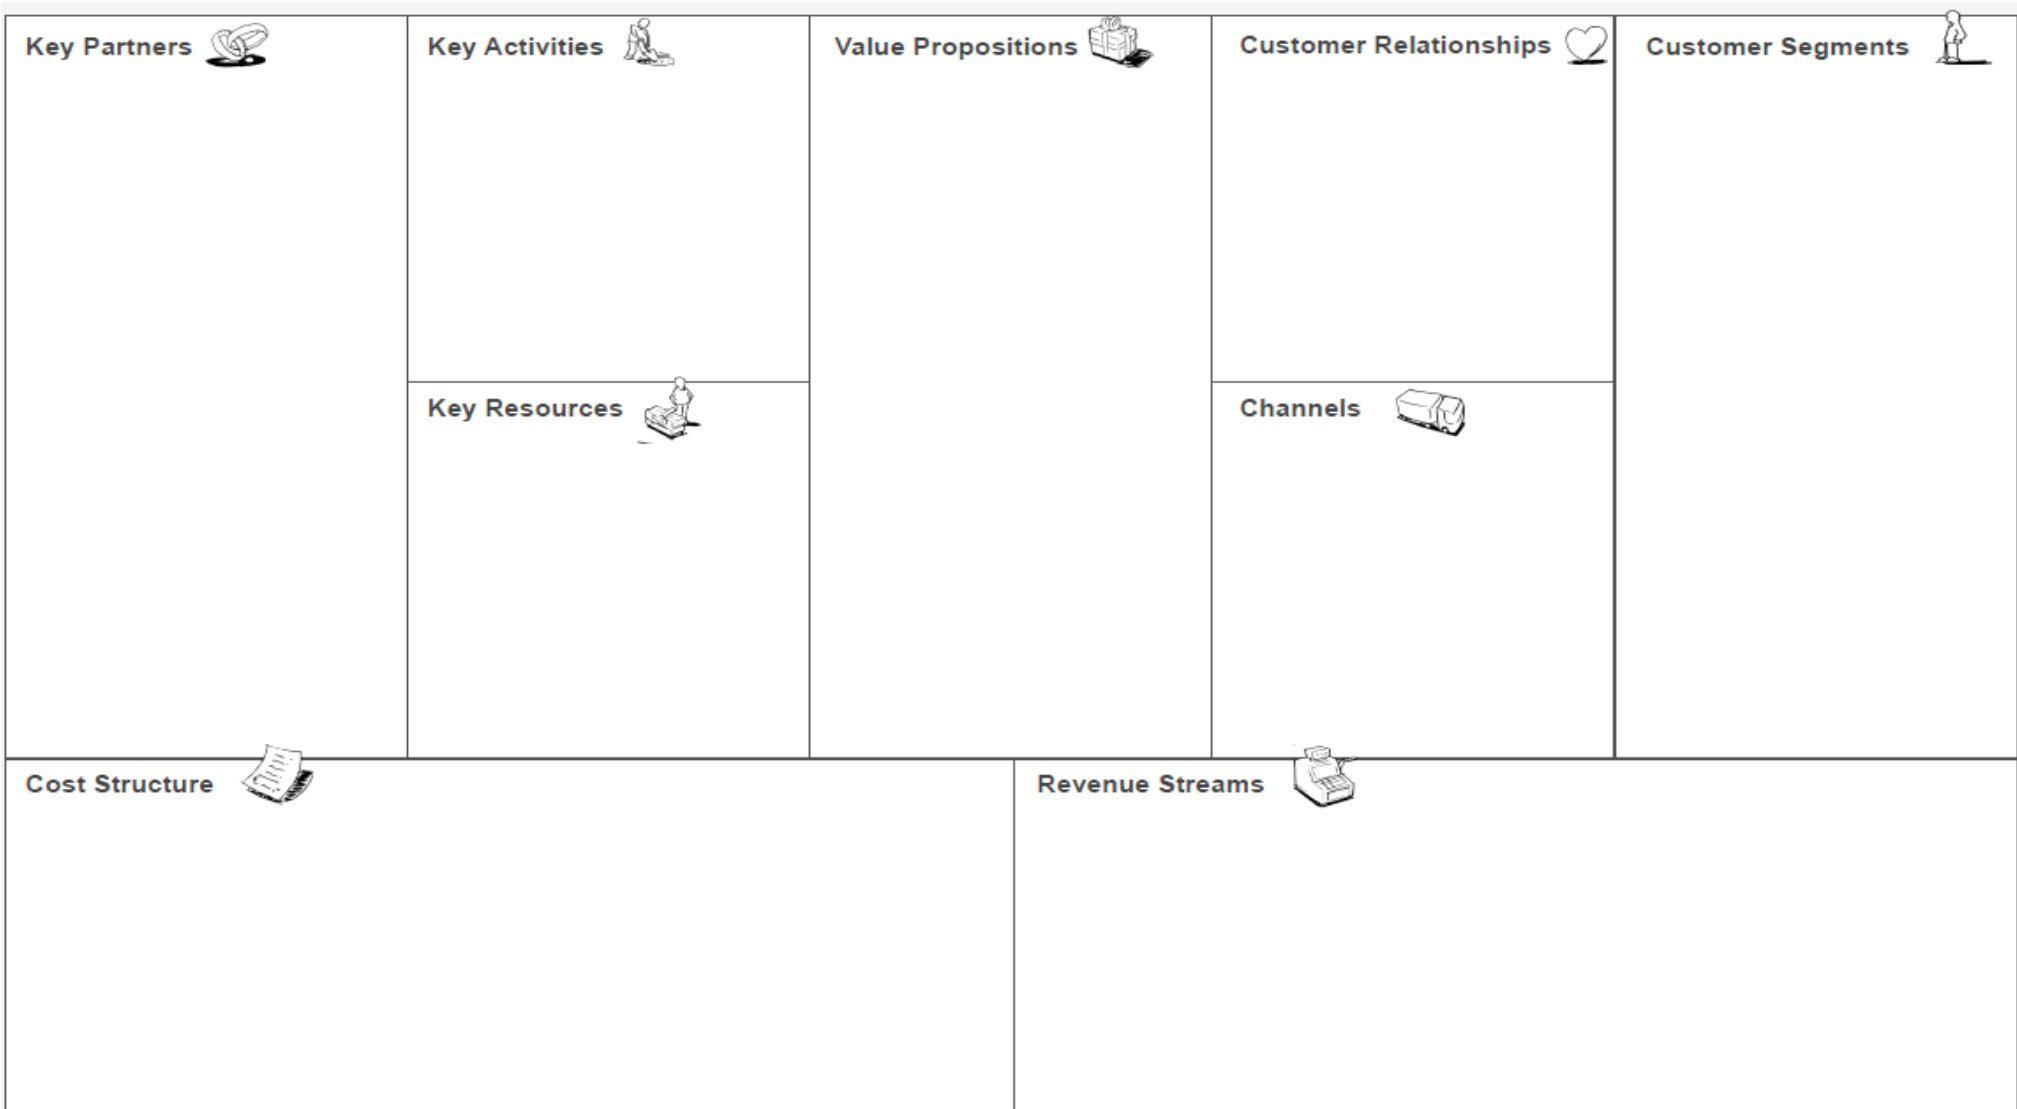 Key Partners
Key Activities
Value Propositions
Customer Relationships
Customer Segments
Key Resources
Channels
Cost Structure
Revenue Streams